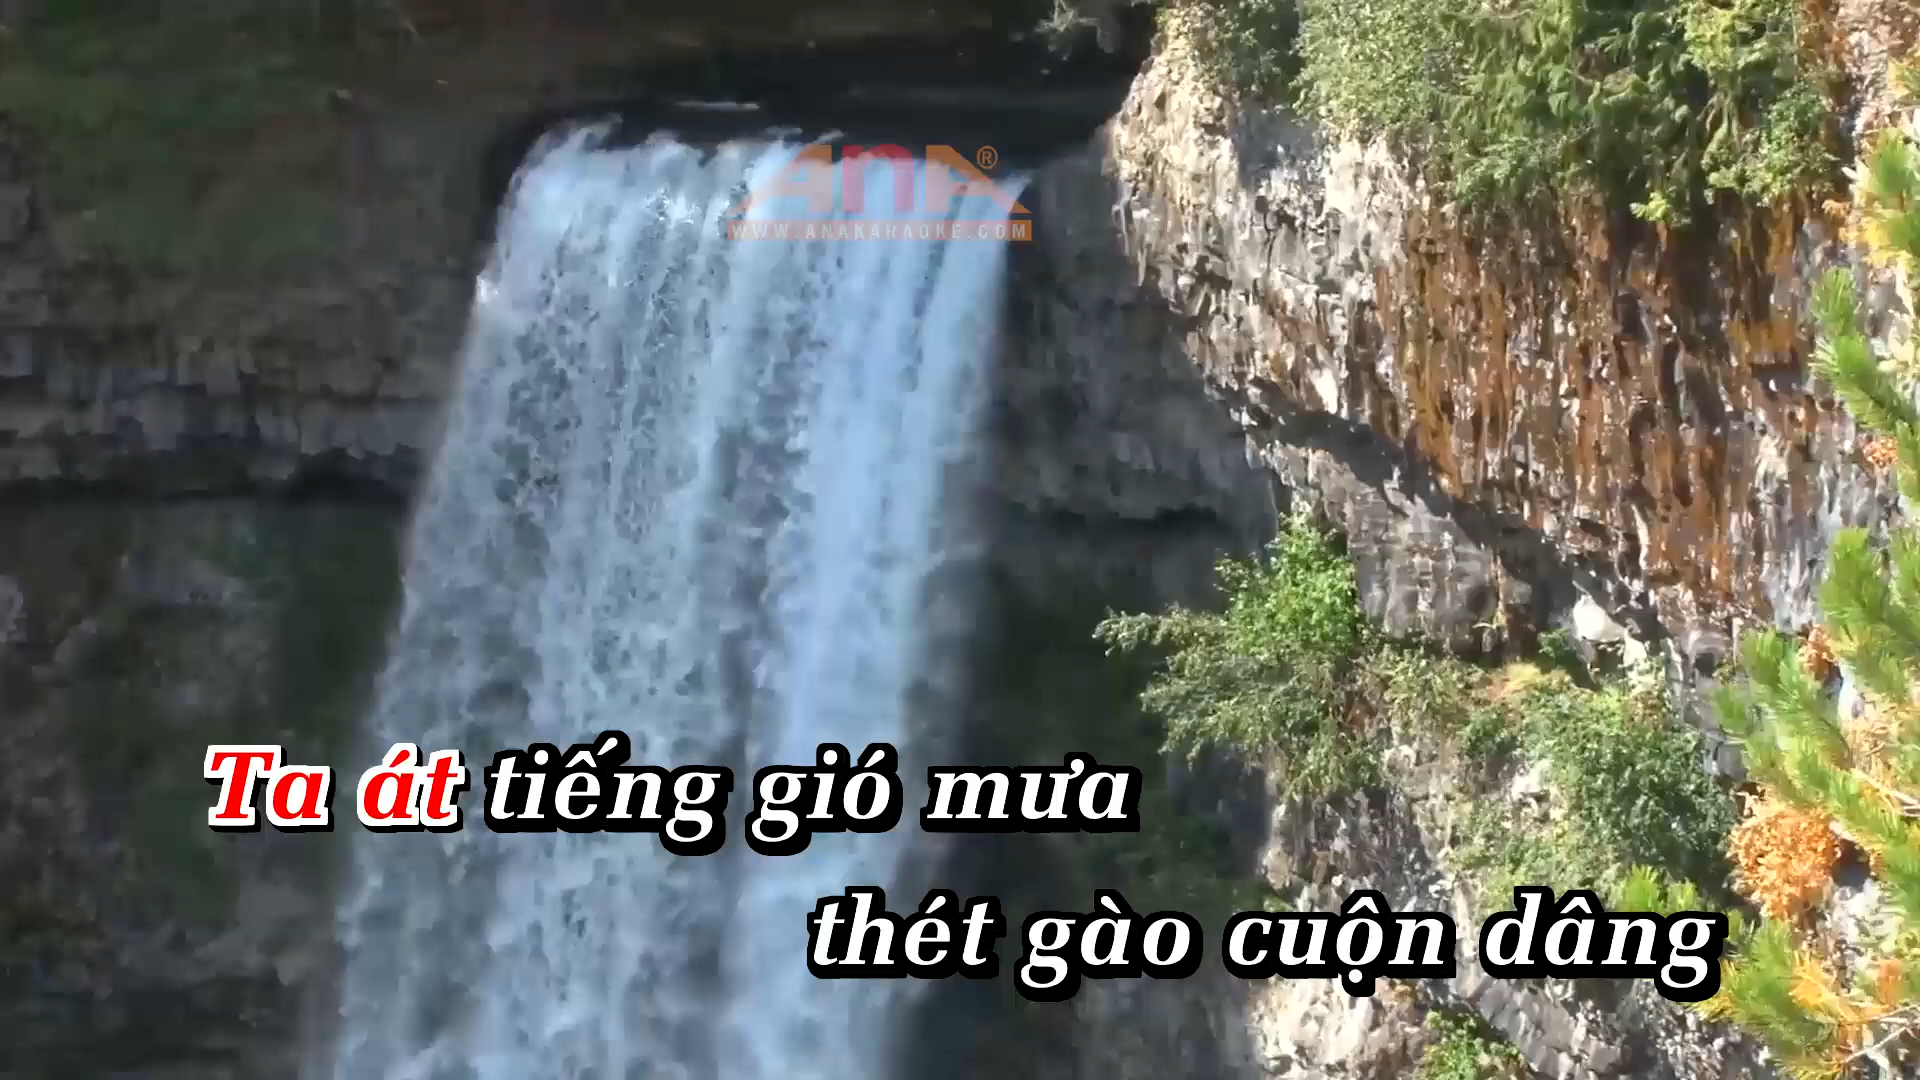 ANA®
WWW.ANAKARAOKE.COM
Ta át tiếng gió mưa
thét gào cuộn dâng